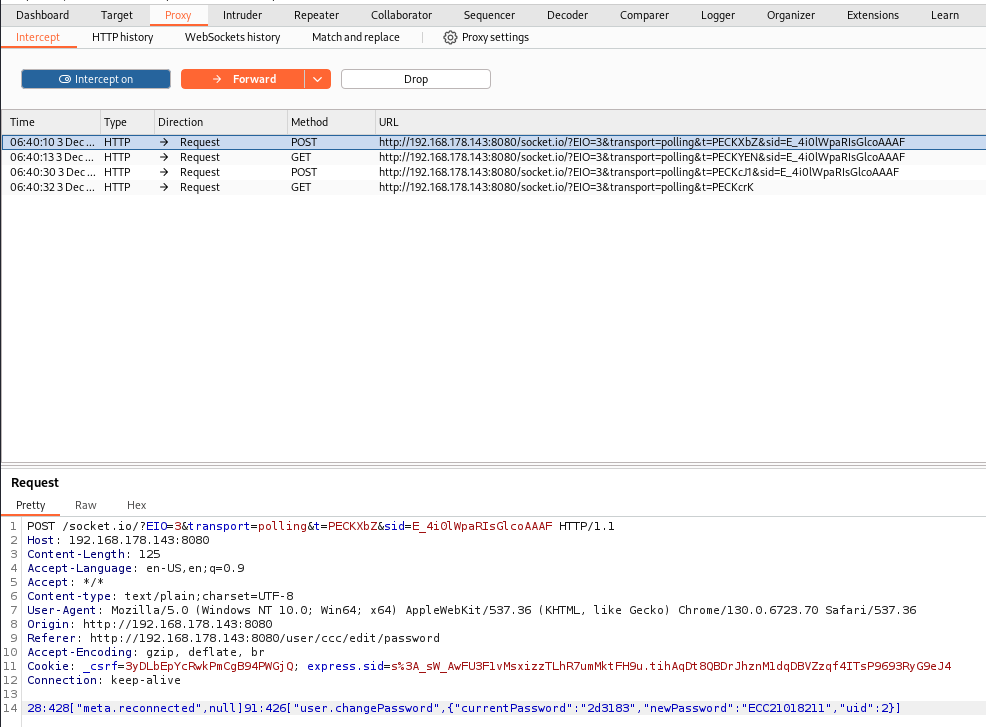 Dashboard Target Proxy Intruder Repeater Collaborator Sequencer Decoder Comparer Logger Organizer Extensions Learn
Intercept HTTP history WebSockets history Match and replace Proxy settings
Intercept on Forward Drop
Time Type Direction Method URL
06:40:10 3 Dec ... HTTP → Request POST http://192.168.178.143:8080/socket.io/?EIO=3&transport=polling&t=PECKXbZ&sid=E_4i0lWpaRIsGlcoAAAF
06:40:13 3 Dec ... HTTP → Request GET http://192.168.178.143:8080/socket.io/?EIO=3&transport=polling&t=PECKYEN&sid=E_4i0lWpaRIsGlcoAAAF
06:40:30 3 Dec ... HTTP → Request POST http://192.168.178.143:8080/socket.io/?EIO=3&transport=polling&t=PECKcJ1&sid=E_4i0lWpaRIsGlcoAAAF
06:40:32 3 Dec ... HTTP → Request GET http://192.168.178.143:8080/socket.io/?EIO=3&transport=polling&t=PECKcrK
Request
Pretty Raw Hex
1 POST /socket.io/?EIO=3&transport=polling&t=PECKXbZ&sid=E_4i0lWpaRIsGlcoAAAF HTTP/1.1
2 Host: 192.168.178.143:8080
3 Content-Length: 125
4 Accept-Language: en-US,en;q=0.9
5 Accept: */*
6 Content-type: text/plain;charset=UTF-8
7 User-Agent: Mozilla/5.0 (Windows NT 10.0; Win64; x64) AppleWebKit/537.36 (KHTML, like Gecko) Chrome/130.0.6723.70 Safari/537.36
8 Origin: http://192.168.178.143:8080
9 Referer: http://192.168.178.143:8080/user/ccc/edit/password
10 Accept-Encoding: gzip, deflate, br
11 Cookie: _csrf=3yDLbEpYcRwkPmCgB94PWGjQ; express.sid=s%3A_sW_AwFU3F1vMsxizzTLhR7umMktFH9u.tihAqDt8QBDrJhznM1dqDBVZzqf4ITsP9693RyG9eJ4
12 Connection: keep-alive
13
14 28:428["meta.reconnected",null]91:426["user.changePassword",{"currentPassword":"2d3183","newPassword":"ECC21018211","uid":2}]